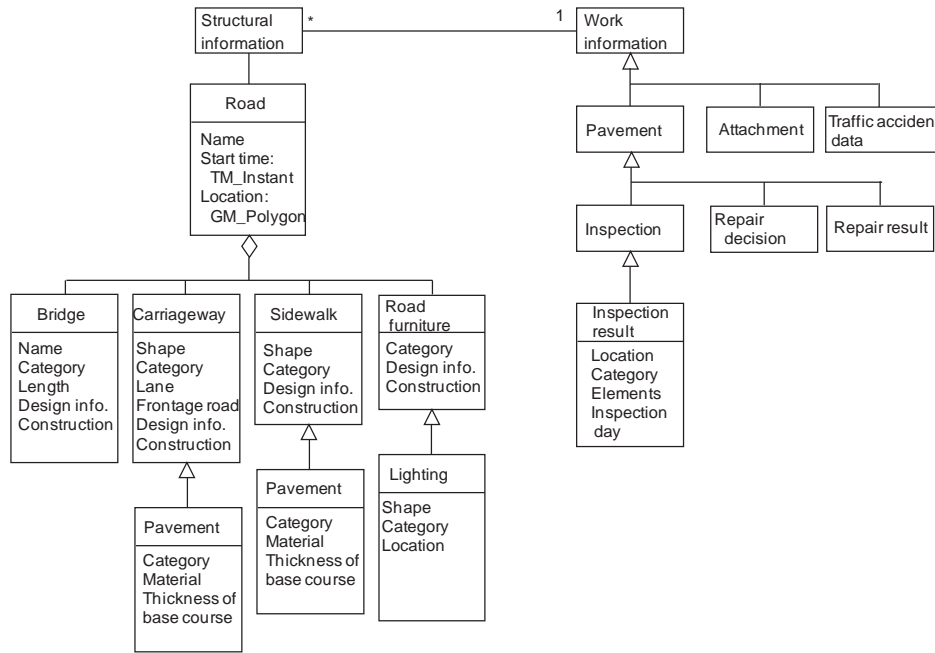 Structural
information
*
1
Work
information
Road
Name
Start time:
TM_Instant
Location:
GM_Polygon
Pavement
Attachment
Traffic acciden
data
Inspection
Repair
decision
Repair result
Bridge
Name
Category
Length
Design info.
Construction
Carriageway
Shape
Category
Lane
Frontage road
Design info.
Construction
Sidewalk
Shape
Category
Design info.
Construction
Road
furniture
Category
Design info.
Construction
Inspection
result
Location
Category
Elements
Inspection
day
Pavement
Category
Material
Thickness of
base course
Pavement
Category
Material
Thickness of
base course
Lighting
Shape
Category
Location